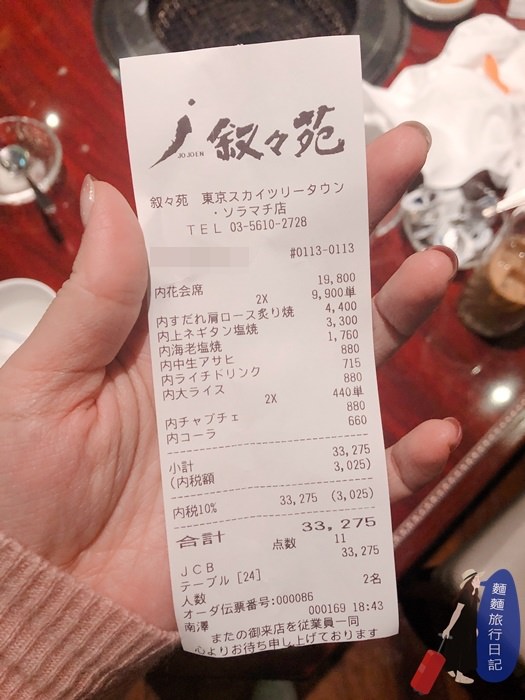 JOJOEN 叙々苑
叙々苑 東京スカイツリータウン
・ソラマチ店
TEL 03-5610-2728
#0113-0113
内花会席 19,800
2X 9,900単
内すだれ肩ロース炙り焼 4,400
内上ネギタン塩焼 3,300
内海老塩焼 1,760
内中生アサヒ 880
内ライチドリンク 715
内大ライス 880
2X 440単
内チャプチェ 880
内コーラ 660
小計 33,275
(内税額 3,025)
内税10% 33,275 (3,025)
合計 33,275
点数 11
JCB 33,275
テーブル[24]
人数 2名
オーダ伝票番号:000086
南澤 000169 18:43
またの御来店を従業員一同
心よりお待ち申し上げております
麵麵旅行日記